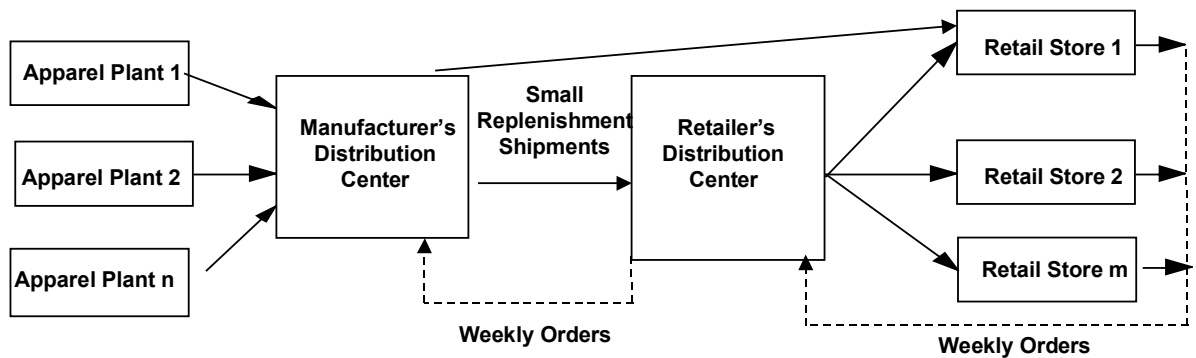 Apparel Plant 1
Apparel Plant 2
Apparel Plant n
Manufacturer’s
Distribution
Center
Small
Replenishment
Shipments
Retailer’s
Distribution
Center
Retail Store 1
Retail Store 2
Retail Store m
Weekly Orders
Weekly Orders